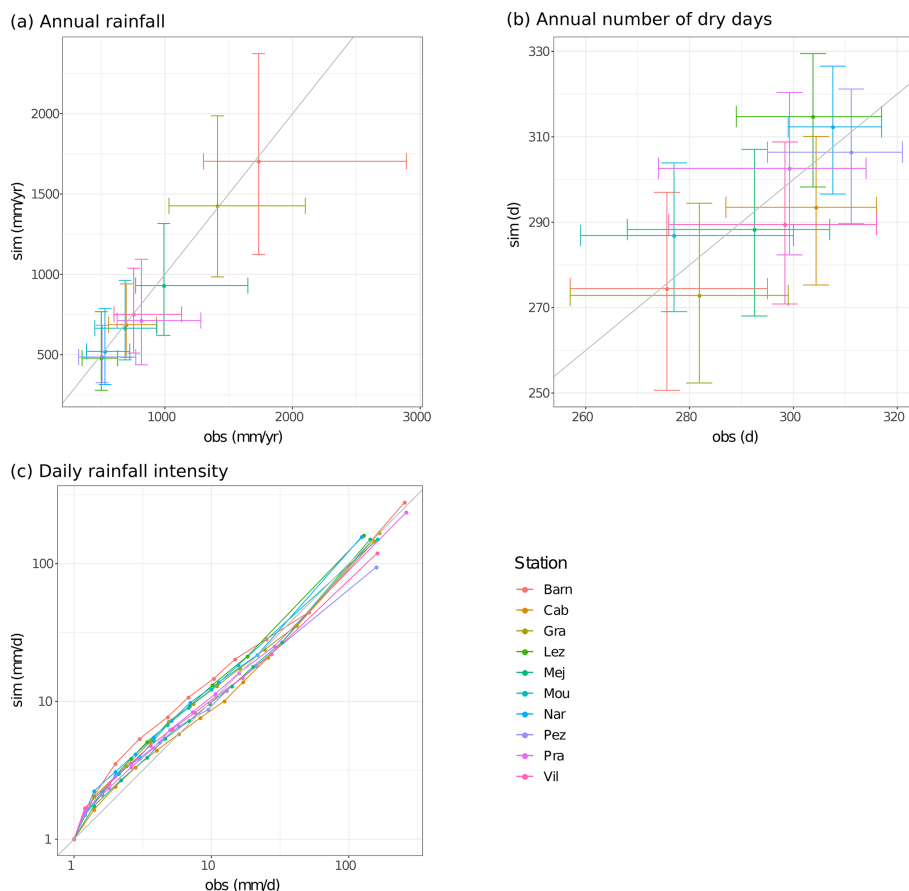 (a) Annual rainfall
2000
1500
1000
500
sim (mm/yr)
1000 2000 3000
obs (mm/yr)
(b) Annual number of dry days
330
310
290
270
250
sim (d)
260 280 300 320
obs (d)
(c) Daily rainfall intensity
100
10
1
sim (mm/d)
1 10 100
obs (mm/d)
Station
Barn
Cab
Gra
Lez
Mej
Mou
Nar
Pez
Pra
Vil